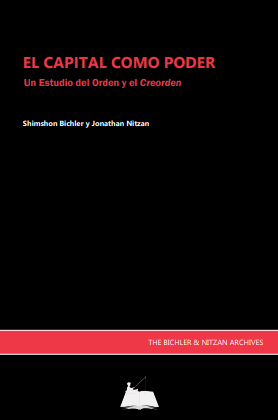 EL CAPITAL COMO PODER
Un Estudio del Orden y el Creorden
Shimshon Bichler y Jonathan Nitzan
THE BICHLER & NITZAN ARCHIVES